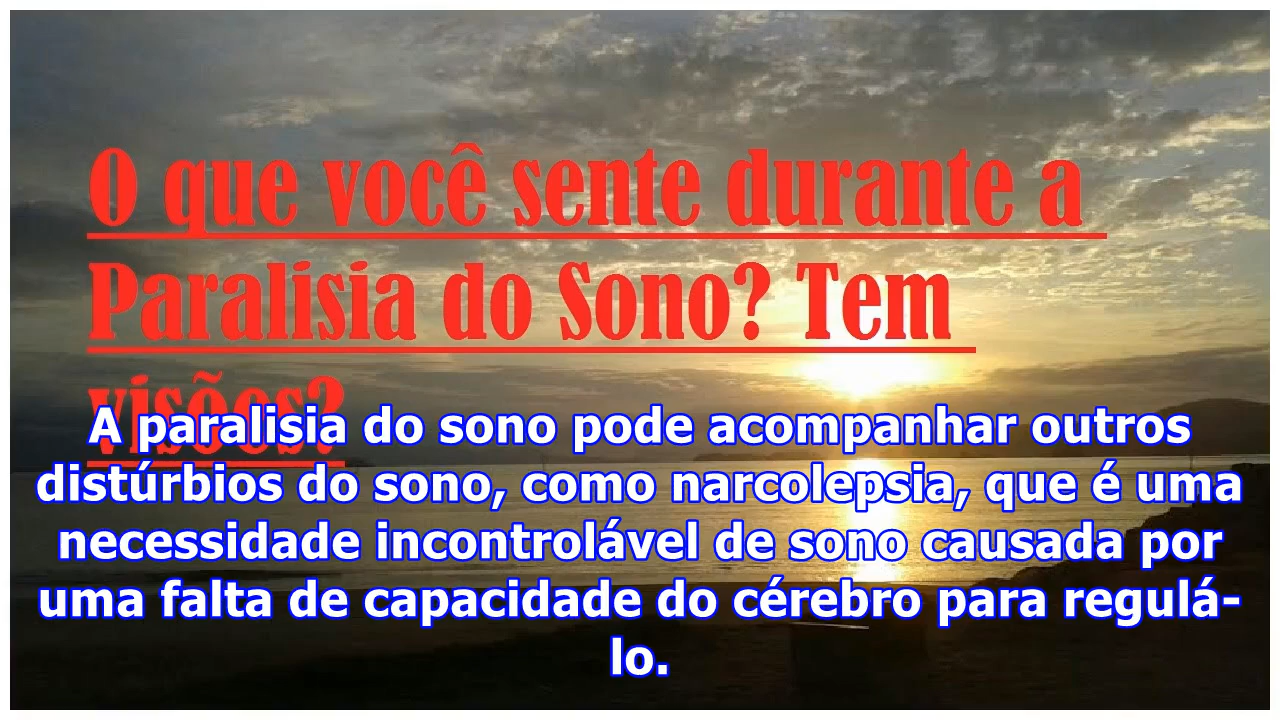 O que você sente durante a
Paralisia do Sono? Tem
visões?
A paralisia do sono pode acompanhar outros
distúrbios do sono, como narcolepsia, que é uma
necessidade incontrolável de sono causada por
uma falta de capacidade do cérebro para regulá-
lo.